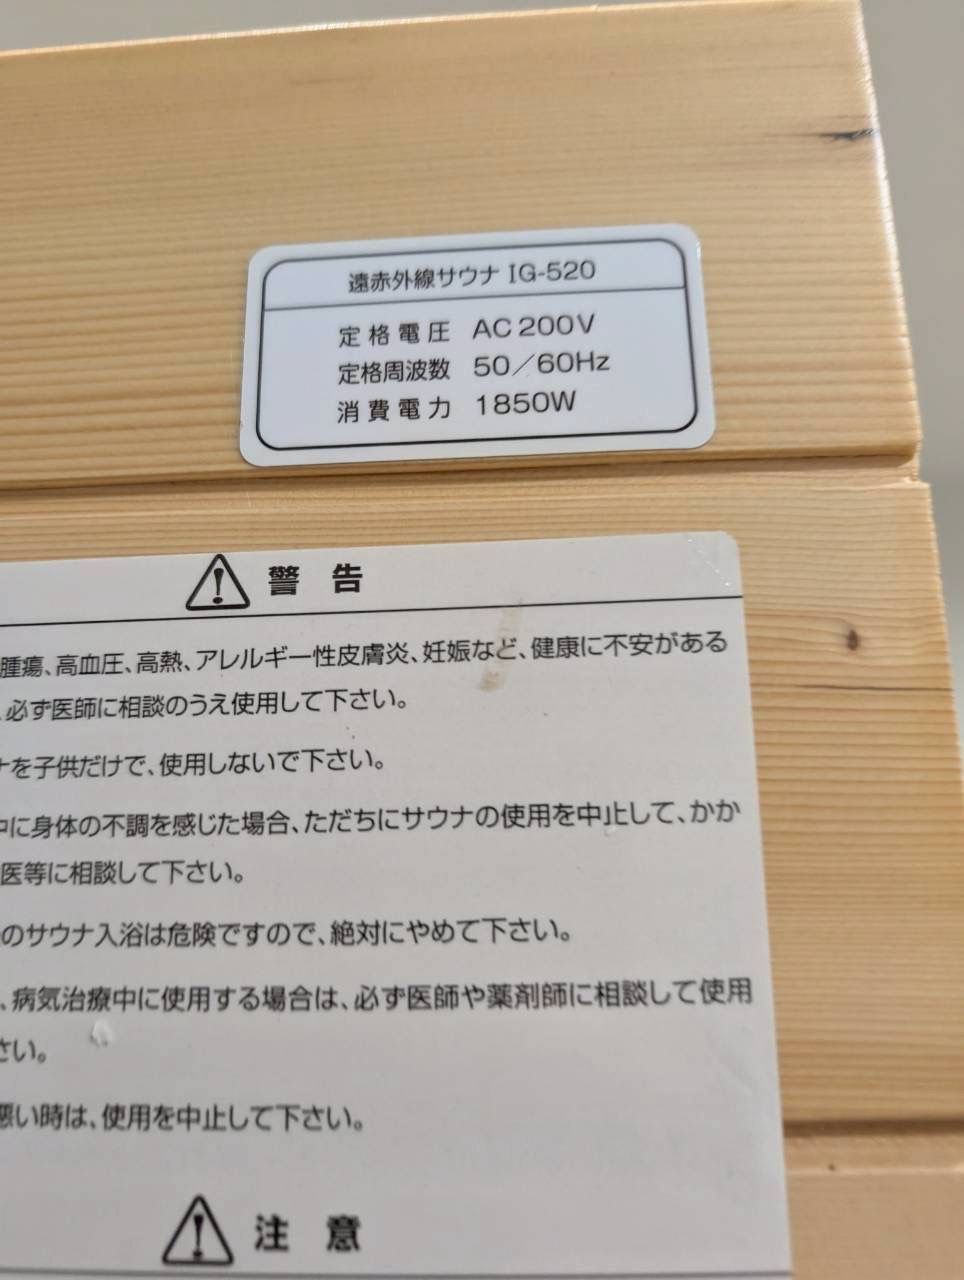 遠赤外線サウナ IG-520
定格電圧 AC200V
定格周波数 50／60Hz
消費電力 1850W
警告
腫瘍、高血圧、高熱、アレルギー性皮膚炎、妊娠など、健康に不安がある
、必ず医師に相談のうえ使用して下さい。
ナを子供だけで、使用しないで下さい。
中に身体の不調を感じた場合、ただちにサウナの使用を中止して、かか
医等に相談して下さい。
のサウナ入浴は危険ですので、絶対にやめて下さい。
、病気治療中に使用する場合は、必ず医師や薬剤師に相談して使用
さい。
悪い時は、使用を中止して下さい。
注意